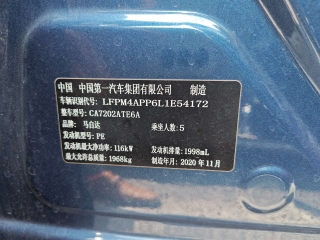 中国 中国第一汽车集团有限公司 制造
车辆识别代号：LFPM4APP6L1E54172
整车型号：CA7202ATE6A
品牌：马自达 乘坐人数：5
发动机型号：PE
发动机最大净功率：116kW 发动机排量：1998mL
最大允许总质量：1968kg 制造年月：2020年11月